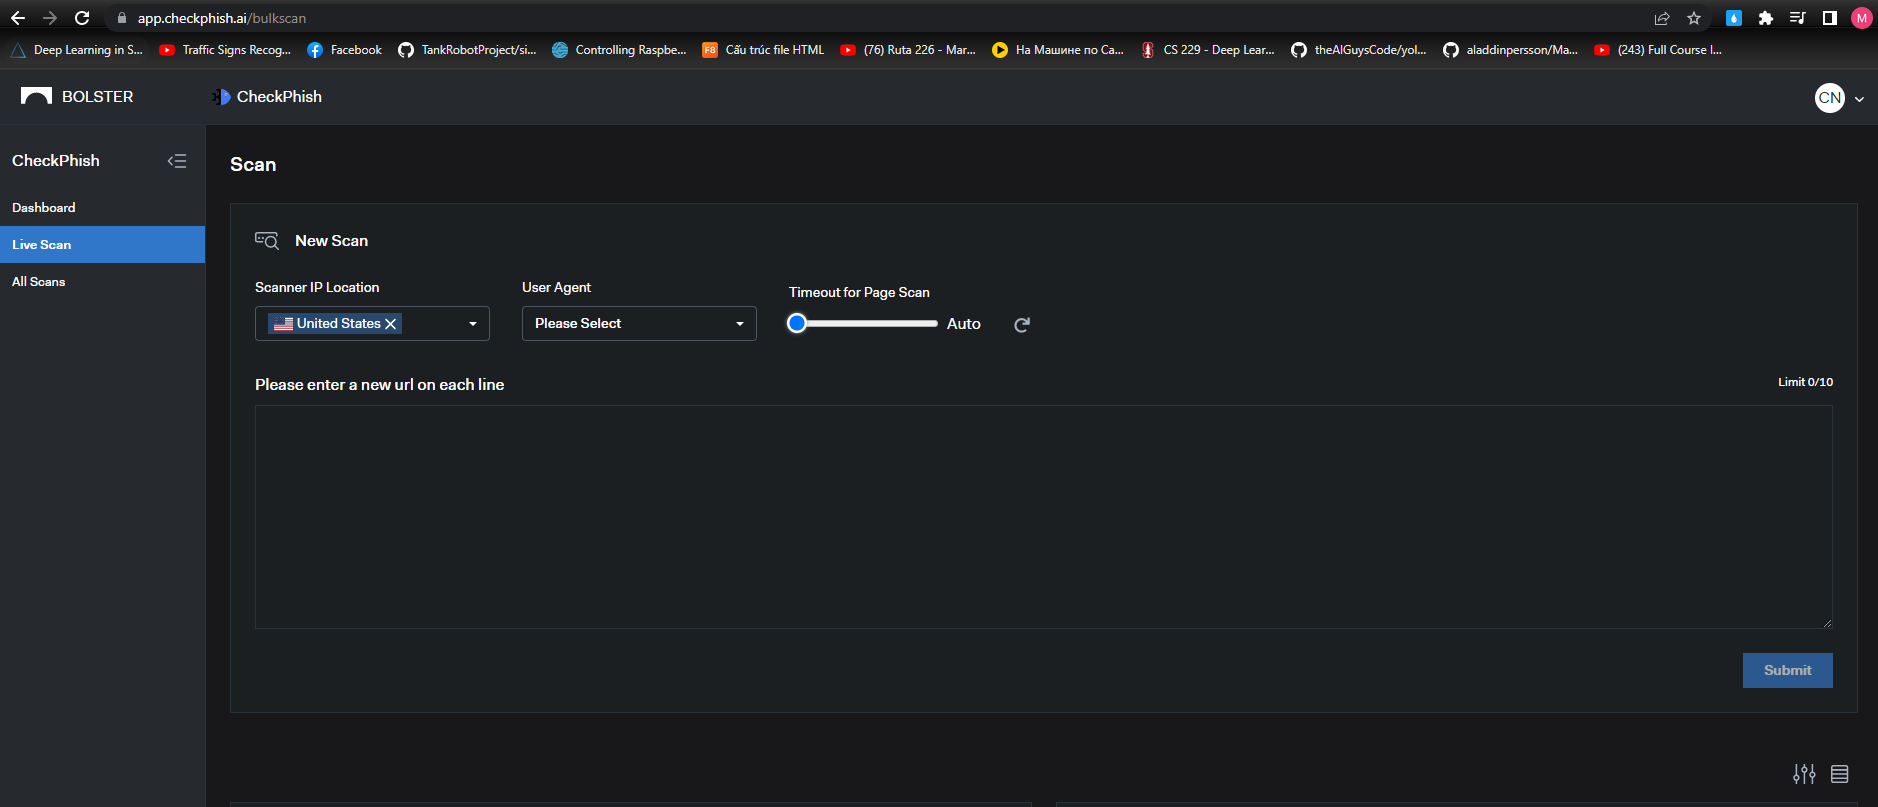 app.checkphish.ai/bulkscan
M
Deep Learning in S...
Traffic Signs Recog...
Facebook
TankRobotProject/si...
Controlling Raspbe...
F8
Cấu trúc file HTML
(76) Ruta 226 - Mar...
На Машине по Са...
CS 229 - Deep Lear...
theAIGuysCode/yol...
aladdinpersson/Ma...
(243) Full Course I...
BOLSTER
CheckPhish
CN
CheckPhish
Dashboard
Live Scan
All Scans
Scan
New Scan
Scanner IP Location
User Agent
Timeout for Page Scan
United States
Please Select
Auto
Please enter a new url on each line
Limit 0/10
Submit